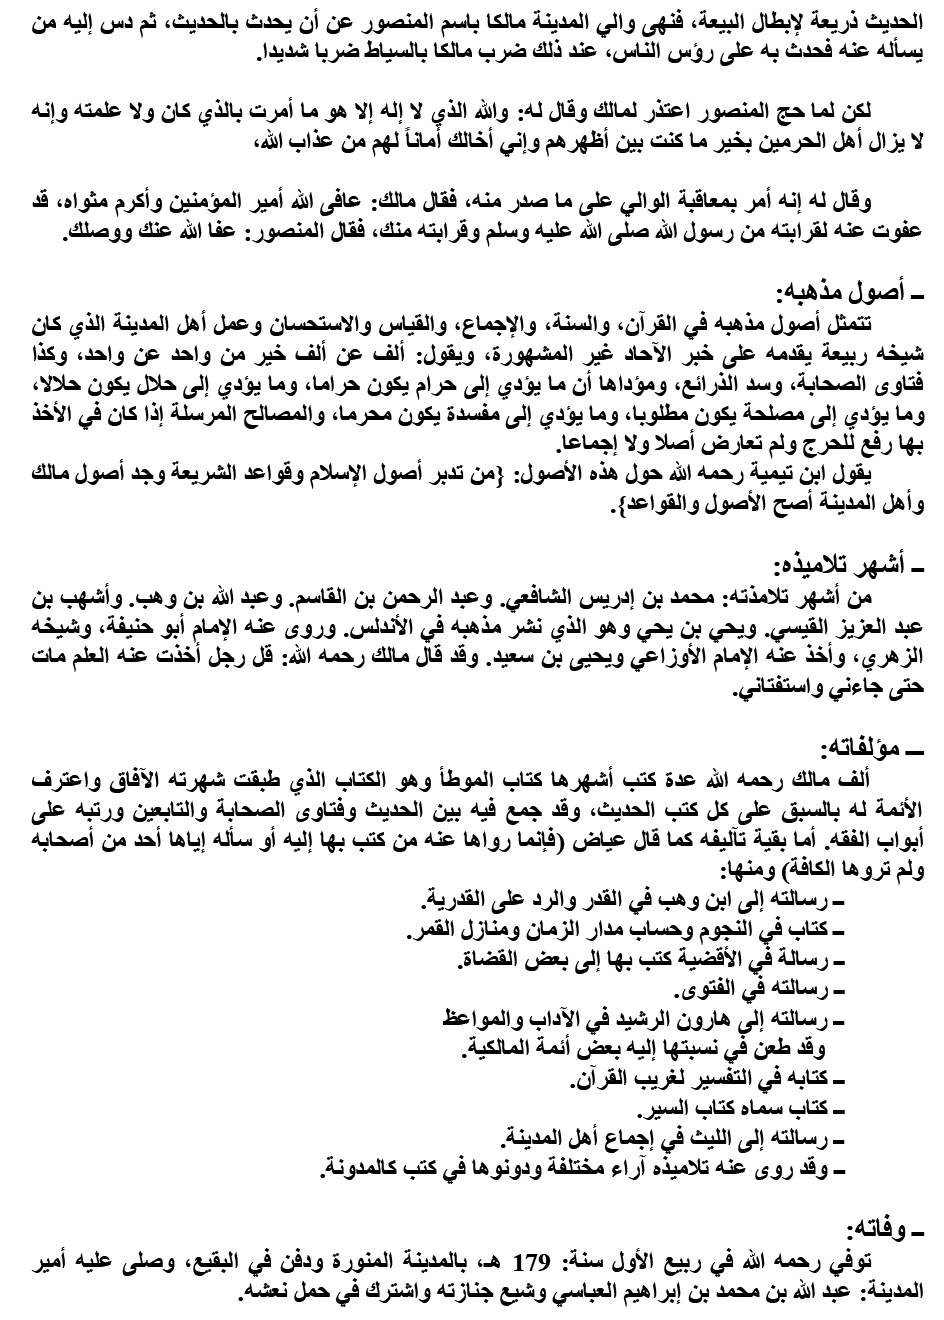 الحديث ذريعة لإبطال البيعة، فنهى والي المدينة مالكا باسم المنصور عن أن يحدث بالحديث، ثم دس إليه من
يسأله عنه فحدث به على رؤس الناس، عند ذلك ضرب مالكا بالسياط ضربا شديدا.
لكن لما حج المنصور اعتذر لمالك وقال له: والله الذي لا إله إلا هو ما أمرت بالذي كان ولا علمته وإنه
لا يزال أهل الحرمين بخير ما كنت بين أظهرهم وإني أخالك أماناً لهم من عذاب الله،
وقال له إنه أمر بمعاقبة الوالي على ما صدر منه، فقال مالك: عافى الله أمير المؤمنين وأكرم مثواه، قد
عفوت عنه لقرابته من رسول الله صلى الله عليه وسلم وقرابته منك، فقال المنصور: عفا الله عنك ووصلك.
ــ أصول مذهبه:
تتمثل أصول مذهبه في القرآن، والسنة، والإجماع، والقياس والاستحسان وعمل أهل المدينة الذي كان
شيخه ربيعة يقدمه على خبر الآحاد غير المشهورة، ويقول: ألف عن ألف خير من واحد عن واحد، وكذا
فتاوى الصحابة، وسد الذرائع، ومؤداها أن ما يؤدي إلى حرام يكون حراما، وما يؤدي إلى حلال يكون حلالا،
وما يؤدي إلى مصلحة يكون مطلوبا، وما يؤدي إلى مفسدة يكون محرما، والمصالح المرسلة إذا كان في الأخذ
بها رفع للحرج ولم تعارض أصلا ولا إجماعا.
يقول ابن تيمية رحمه الله حول هذه الأصول: {من تدبر أصول الإسلام وقواعد الشريعة وجد أصول مالك
وأهل المدينة أصح الأصول والقواعد}.
ــ أشهر تلاميذه:
من أشهر تلامذته: محمد بن إدريس الشافعي. وعبد الرحمن بن القاسم. وعبد الله بن وهب. وأشهب بن
عبد العزيز القيسي. ويحي بن يحي وهو الذي نشر مذهبه في الأندلس. وروى عنه الإمام أبو حنيفة، وشيخه
الزهري، وأخذ عنه الإمام الأوزاعي ويحيى بن سعيد. وقد قال مالك رحمه الله: قل رجل أخذت عنه العلم مات
حتى جاءني واستفتاني.
ـــ مؤلفاته:
ألف مالك رحمه الله عدة كتب أشهرها كتاب الموطأ وهو الكتاب الذي طبقت شهرته الآفاق واعترف
الأئمة له بالسبق على كل كتب الحديث، وقد جمع فيه بين الحديث وفتاوى الصحابة والتابعين ورتبه على
أبواب الفقه. أما بقية تآليفه كما قال عياض (فإنما رواها عنه من كتب بها إليه أو سأله إياها أحد من أصحابه
ولم تروها الكافة) ومنها:
ــ رسالته إلى ابن وهب في القدر والرد على القدرية.
ــ كتاب في النجوم وحساب مدار الزمان ومنازل القمر.
ــ رسالة في الأقضية كتب بها إلى بعض القضاة.
ــ رسالته في الفتوى.
ــ رسالته إلى هارون الرشيد في الآداب والمواعظ
وقد طعن في نسبتها إليه بعض أئمة المالكية.
ــ كتابه في التفسير لغريب القرآن.
ــ كتاب سماه كتاب السير.
ــ رسالته إلى الليث في إجماع أهل المدينة.
ــ وقد روى عنه تلاميذه آراء مختلفة ودونوها في كتب كالمدونة.
ــ وفاته:
توفي رحمه الله في ربيع الأول سنة: 179 هـ، بالمدينة المنورة ودفن في البقيع، وصلى عليه أمير
المدينة: عبد الله بن محمد بن إبراهيم العباسي وشيع جنازته واشترك في حمل نعشه.